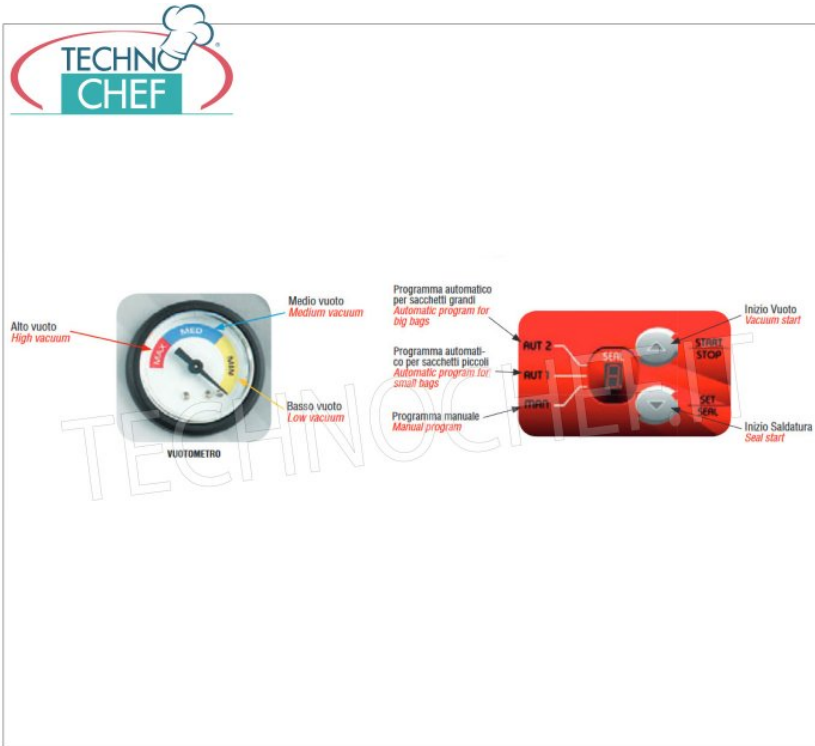 TECHNO
CHEF
Alto vuoto
High vacuum
MAX
MED
MIN
Medio vuoto
Medium vacuum
Basso vuoto
Low vacuum
VUOTOMETRO
Programma automatico
per sacchetti grandi
Automatic program for
big bags
Programma automati-
co per sacchetti piccoli
Automatic program for
small bags
Programma manuale
Manual program
AUT 2
AUT 1
MAN
SEAL
8
START
STOP
SET
SEAL
Inizio Vuoto
Vacuum start
Inizio Saldatura
Seal start
TECHNOCHEF.IT